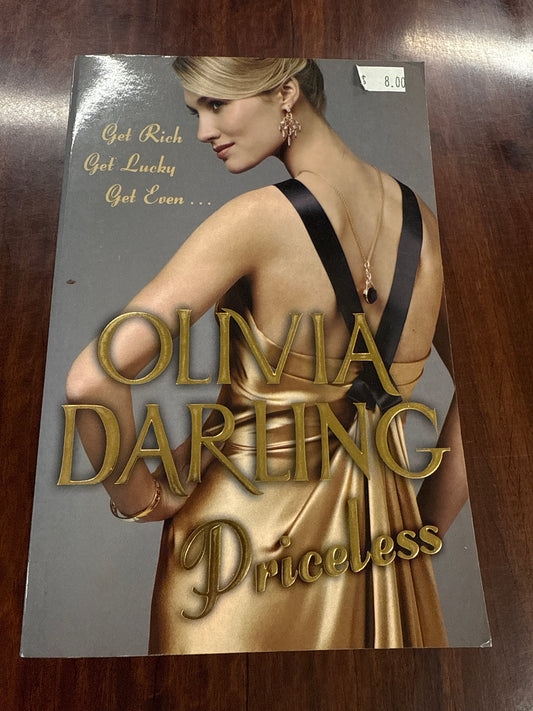 $ 8.00
Get Rich
Get Lucky
Get Even . . .
OLIVIA
DARLING
Priceless